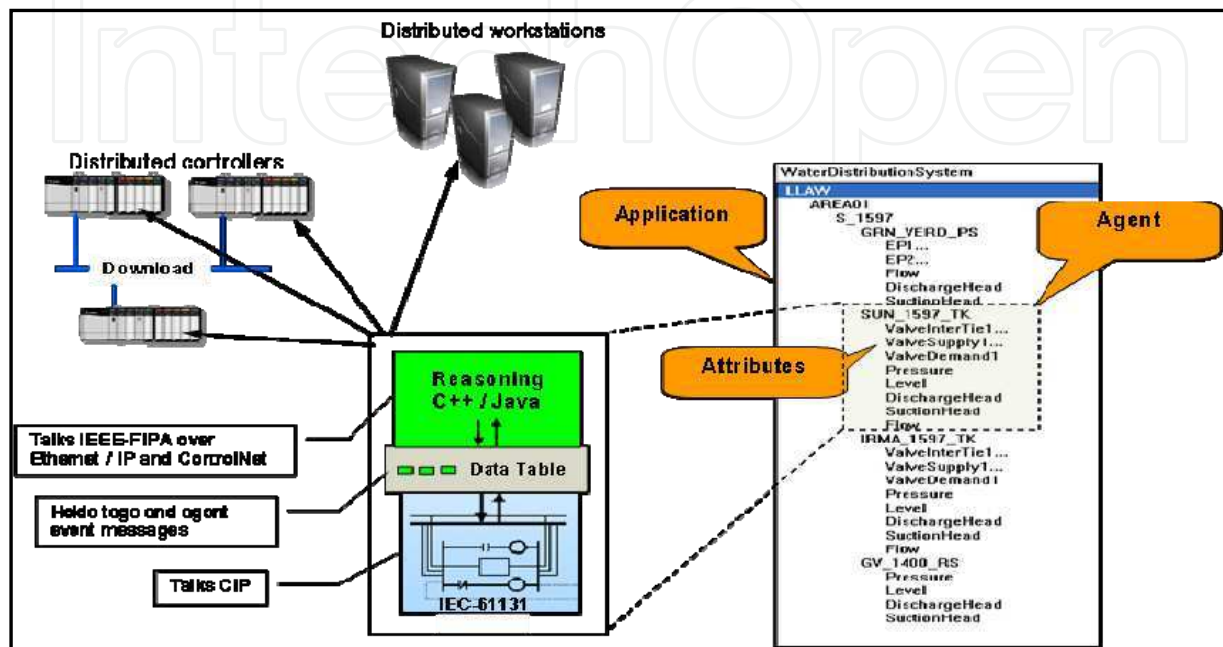 IntechOpen
Distributed workstations
Distributed controllers
Download
Reasoning
C++ / Java
Data Table
IEC-61131
Talks IEEE-FIPA over
Ethernet / IP and ControlNet
event messages
Talks CIP
Application
Agent
Attributes
WaterDistributionSystem
AREA01
S_1597
GRN_VERD_PS
EP1...
EP2...
Flow
DischargeHead
SuctionHead
SUN_1597_TK
ValveInterTie1...
ValveSupply1...
ValveDemand1
Pressure
Level
DischargeHead
SuctionHead
Flow
IRMA_1597_TK
ValveInterTie1...
ValveSupply1...
ValveDemand1
Pressure
Level
DischargeHead
SuctionHead
Flow
GV_1400_RS
Pressure
Level
DischargeHead
SuctionHead